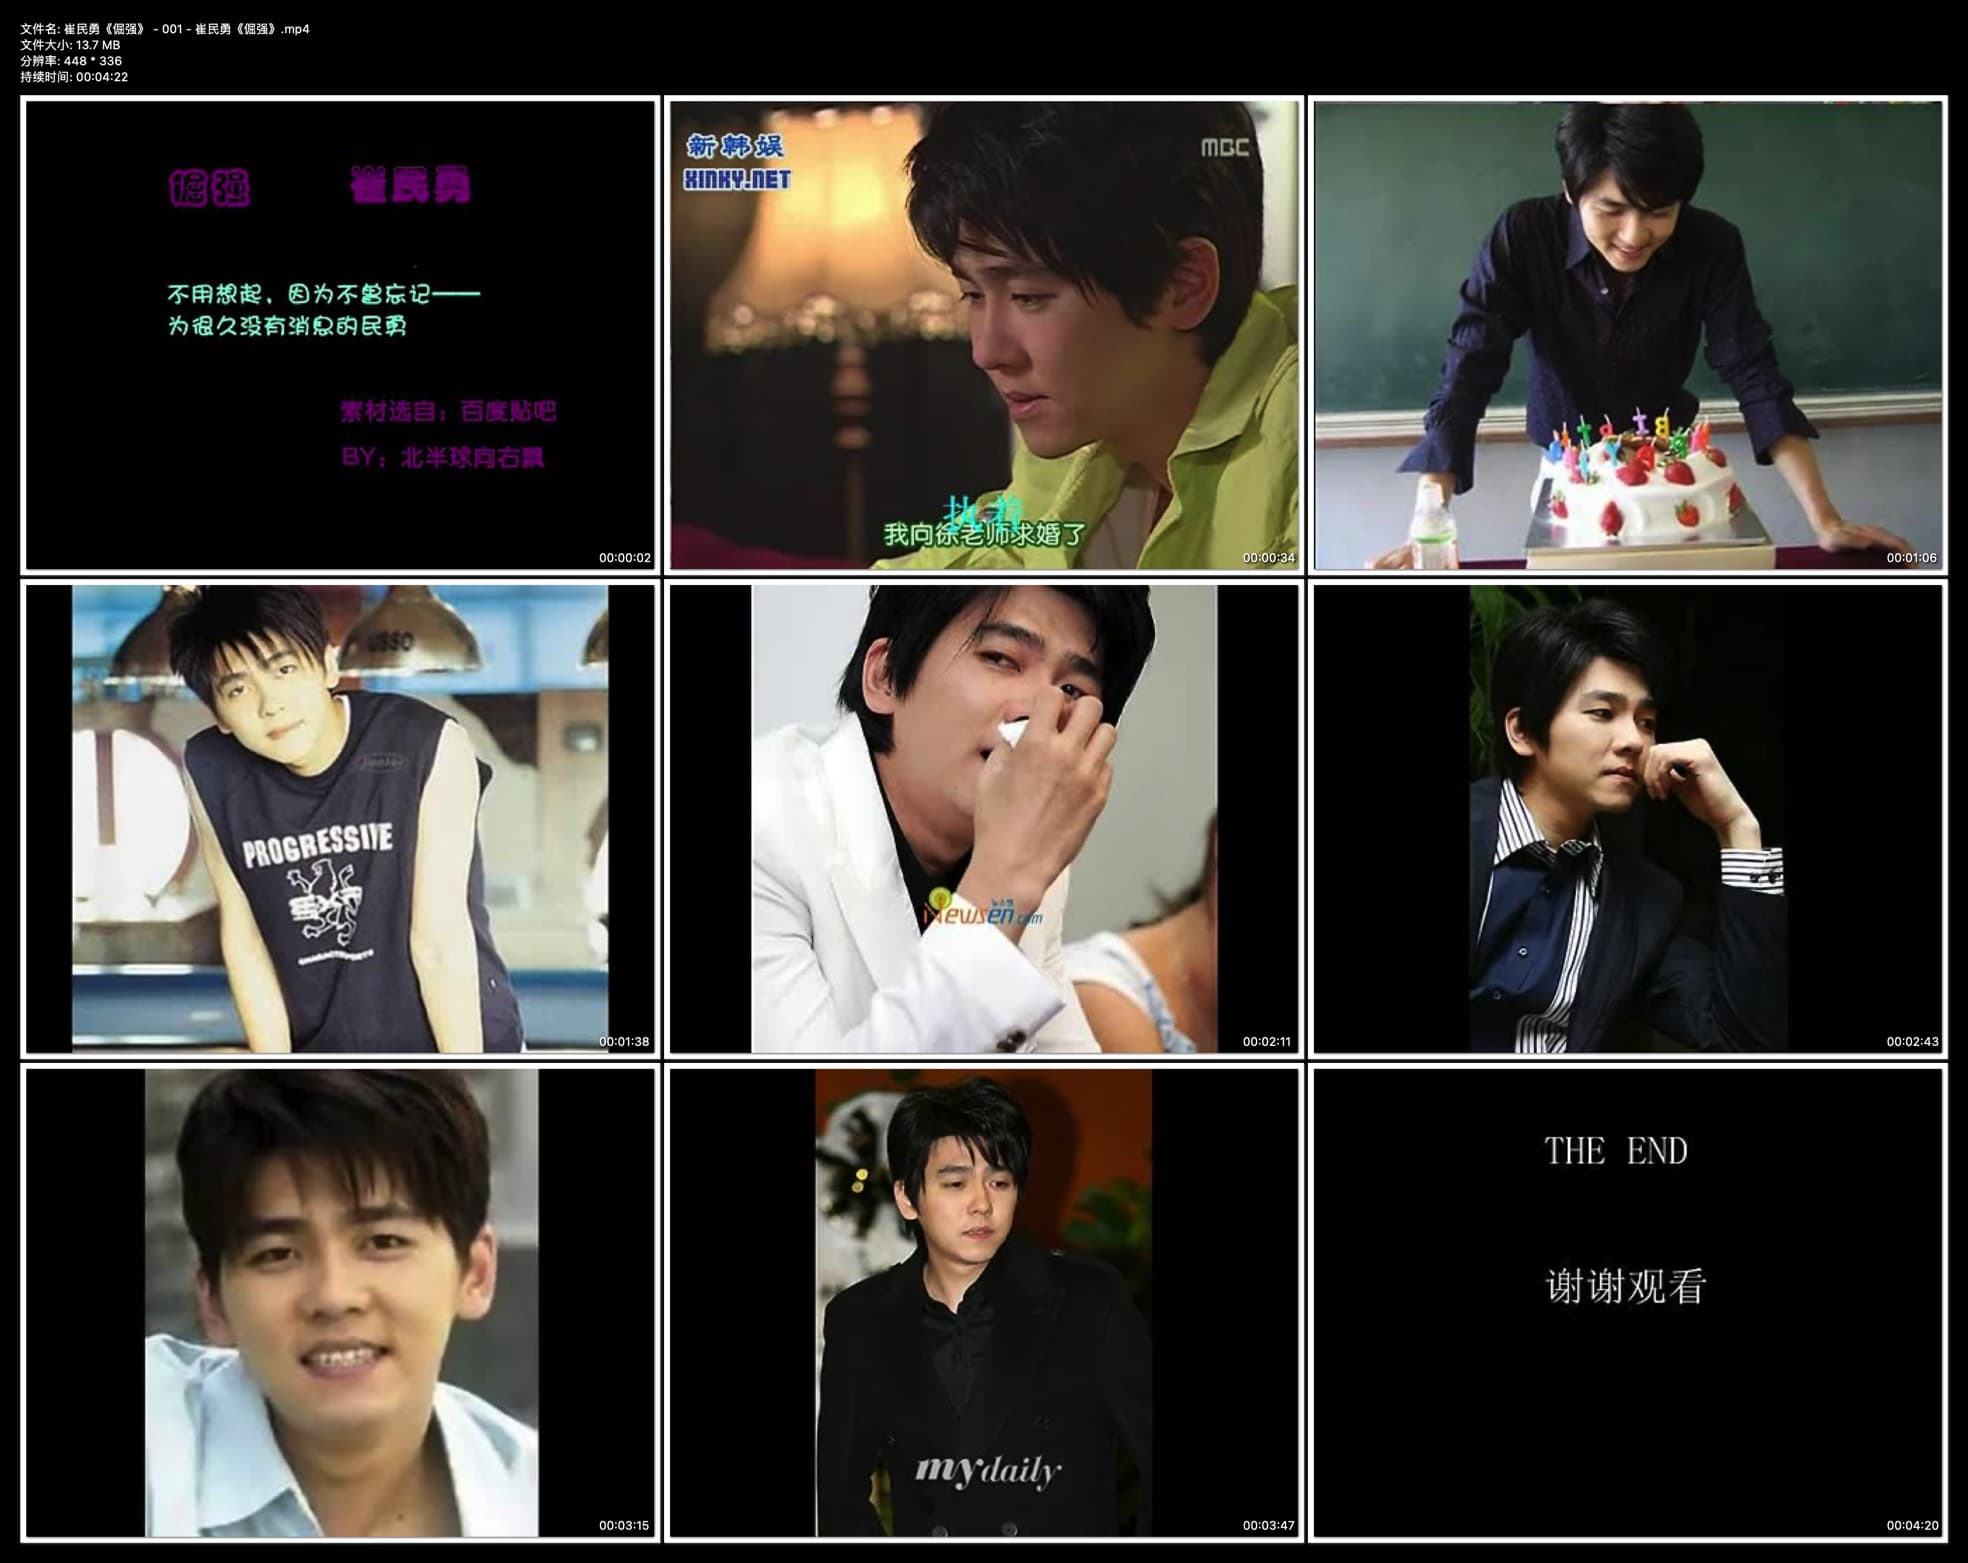 文件名: 崔民勇《倔强》 - 001 - 崔民勇《倔强》.mp4
文件大小: 13.7 MB
分辨率: 448 * 336
持续时间: 00:04:22
倔强 崔民勇
不用想起，因为不曾忘记——
为很久没有消息的民勇
素材选自：百度贴吧
BY：北半球向右飘
00:00:02
新韩娱
XINKY.NET
MBC
执着
我向徐老师求婚了
00:00:34
00:01:06
USSO
PROGRESSIVE
00:01:38
뉴스엔
Newsen.com
00:02:11
00:02:43
00:03:15
mydaily
00:03:47
THE END
谢谢观看
00:04:20